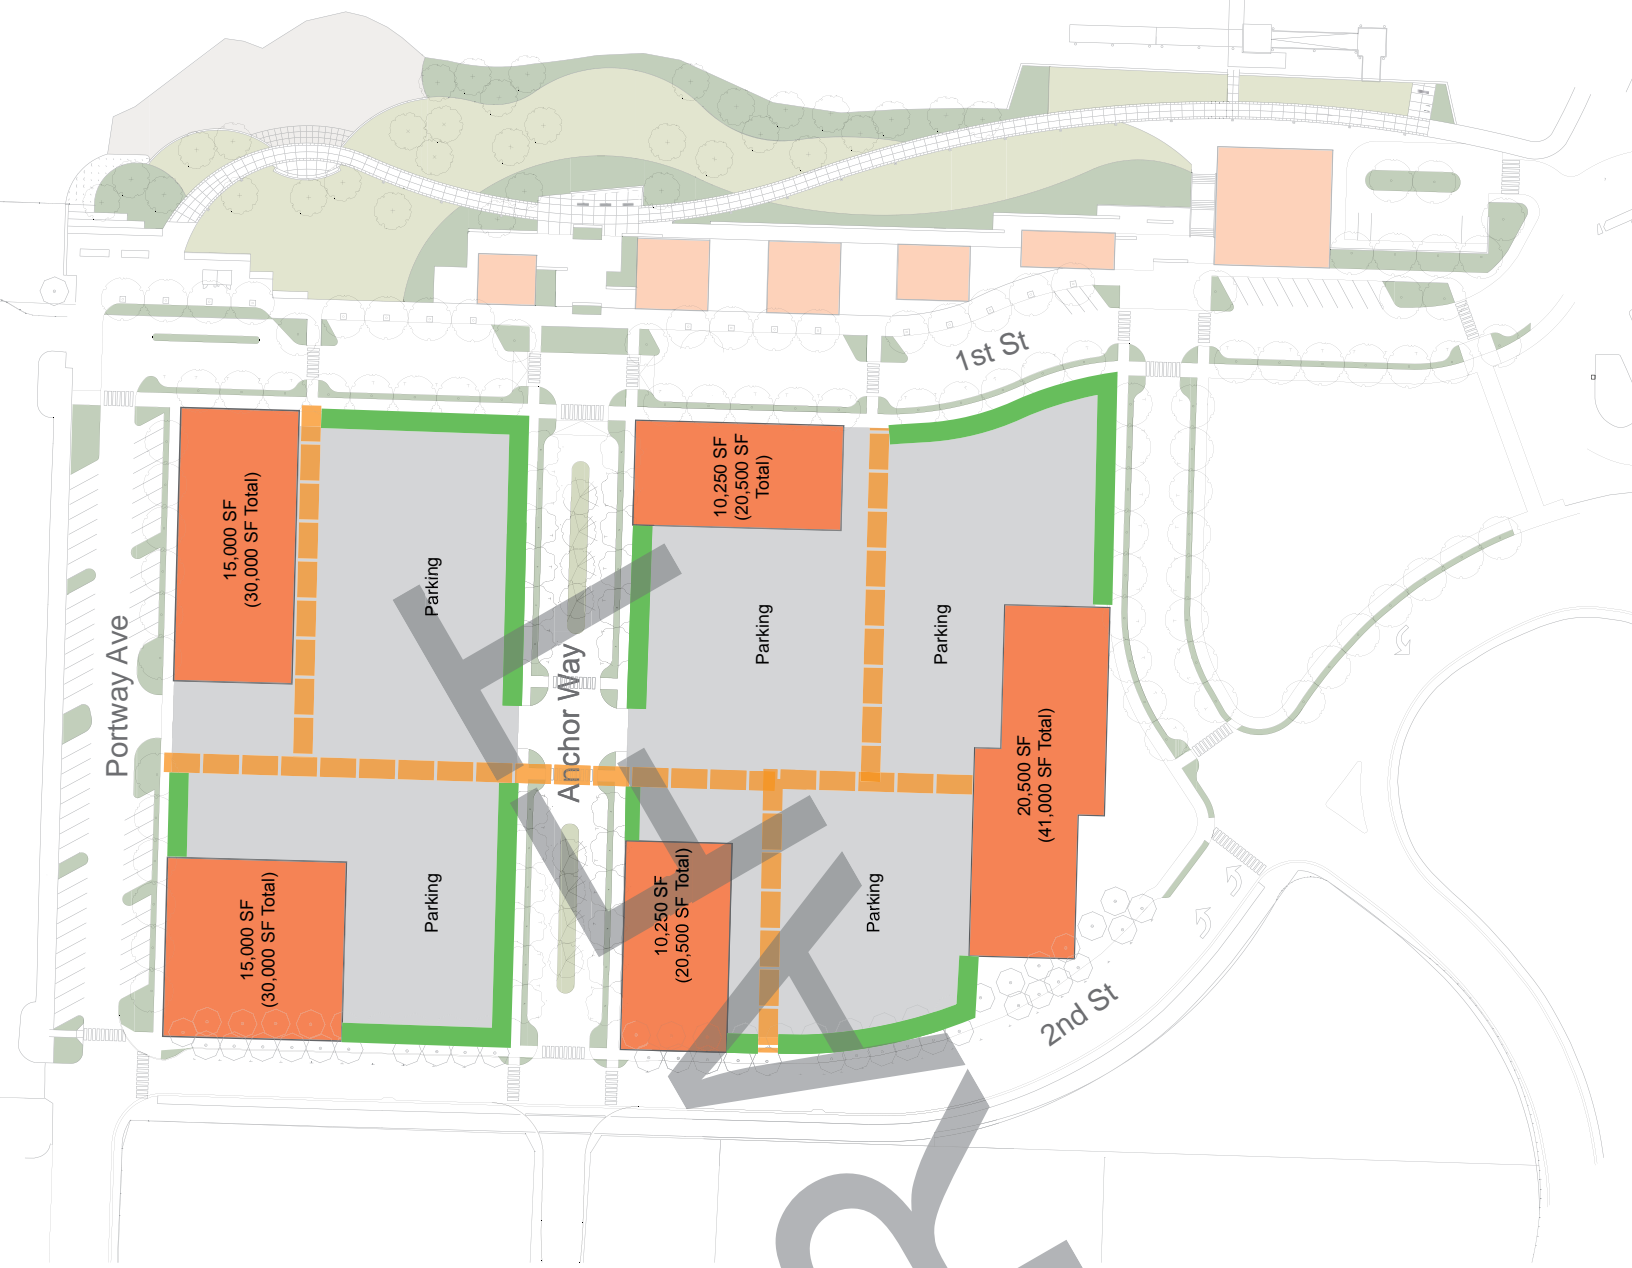 1st St
15,000 SF
(30,000 SF Total)
10,250 SF
(20,500 SF
Total)
Parking
Parking
Parking
Portway Ave
Anchor Way
20,500 SF
(41,000 SF Total)
15,000 SF
(30,000 SF Total)
Parking
10,250 SF
(20,500 SF Total)
Parking
2nd St